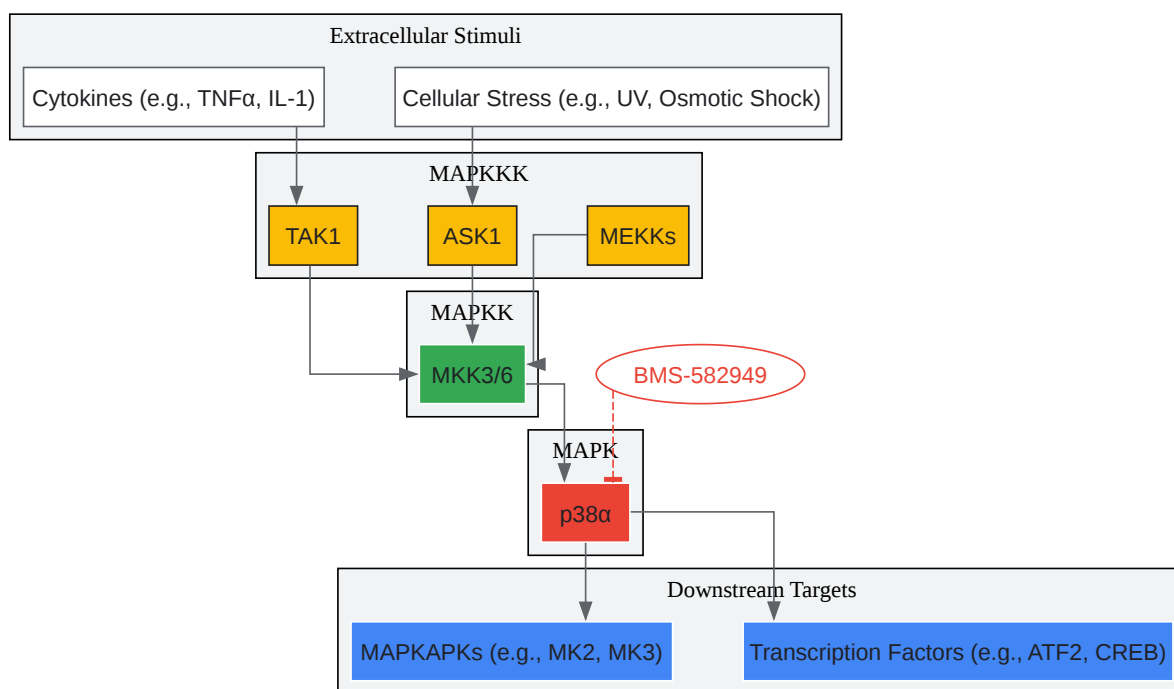 Extracellular Stimuli
Cytokines (e.g., TNFα, IL-1)
Cellular Stress (e.g., UV, Osmotic Shock)
MAPKKK
TAK1
ASK1
MEKKs
MAPKK
MKK3/6
BMS-582949
MAPK
p38α
Downstream Targets
MAPKAPKs (e.g., MK2, MK3)
Transcription Factors (e.g., ATF2, CREB)